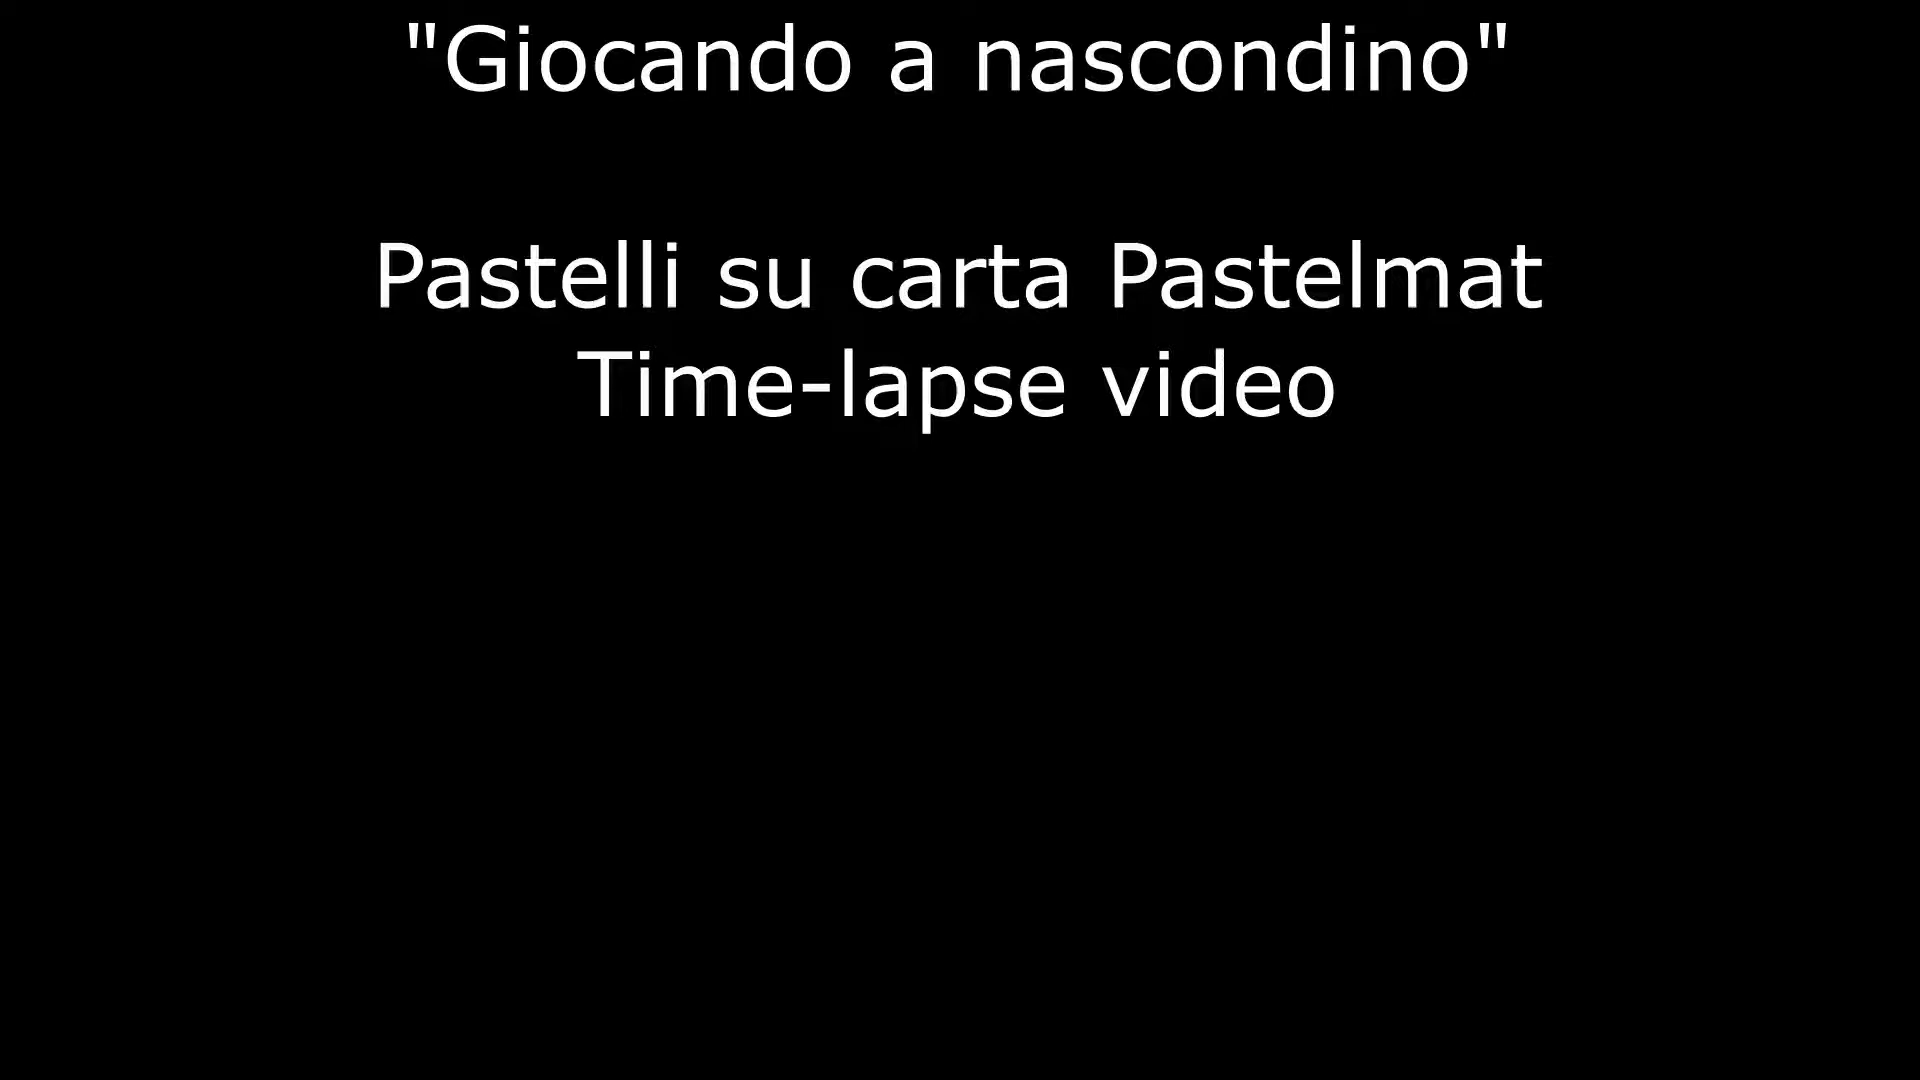 "Giocando a nascondino"
Pastelli su carta Pastelmat
Time-lapse video